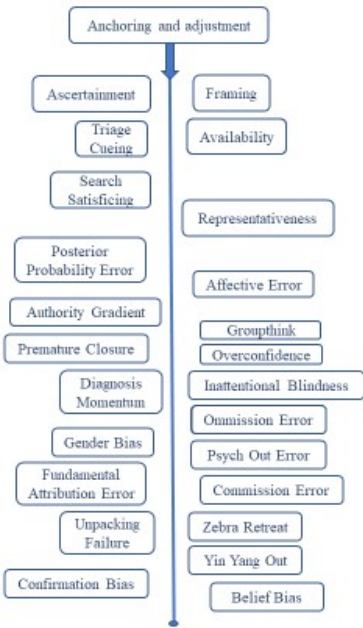 Anchoring and adjustment
Ascertainment
Framing
Triage
Cueing
Availability
Search
Satisficing
Representativeness
Posterior
Probability Error
Affective Error
Authority Gradient
Groupthink
Premature Closure
Overconfidence
Diagnosis
Momentum
Inattentional Blindness
Ommission Error
Gender Bias
Psych Out Error
Fundamental
Attribution Error
Commission Error
Unpacking
Failure
Zebra Retreat
Yin Yang Out
Confirmation Bias
Belief Bias